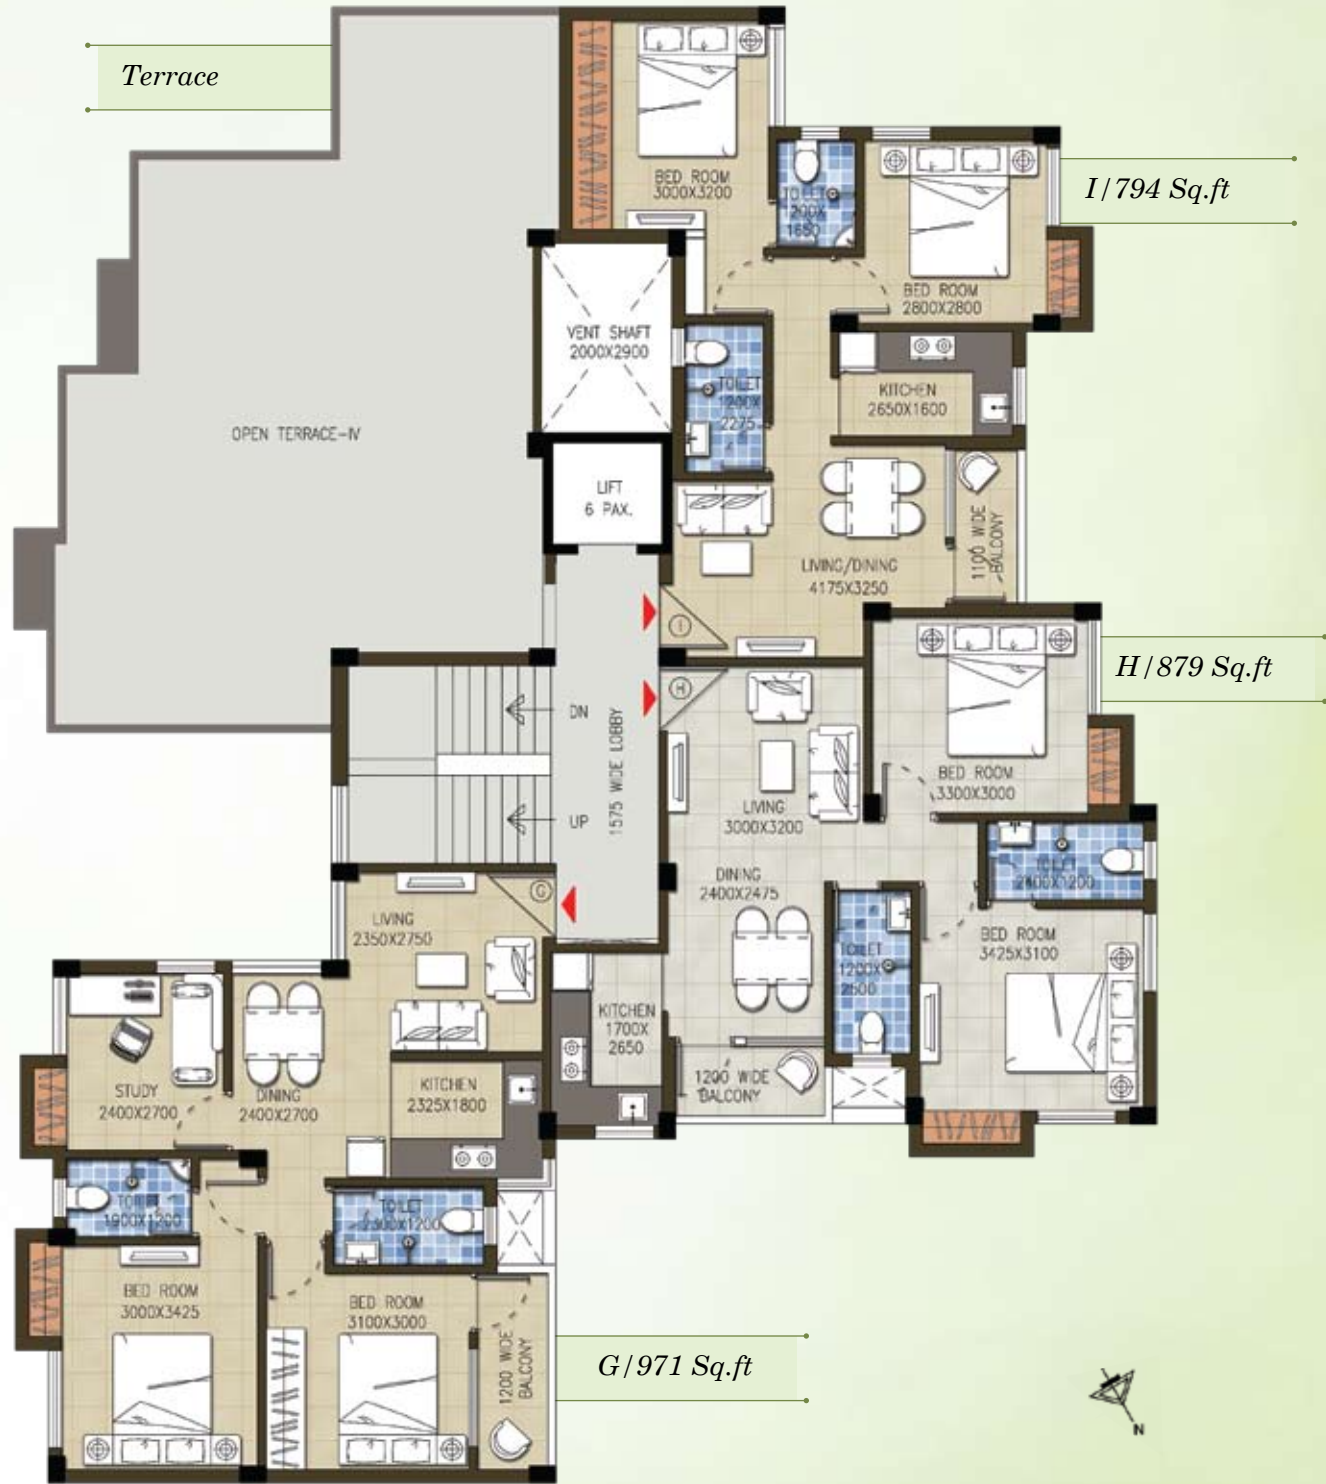 Terrace
BED ROOM
3000X3200
TOILET
1200X
1650
I/794 Sq.ft
BED ROOM
2800X2800
VENT SHAFT
2000X2900
TOILET
1200X
2275
KITCHEN
2650X1600
OPEN TERRACE-IV
LIFT
6 PAX.
1100 WIDE
BALCONY
LIVING/DINING
4175X3250
I
H/879 Sq.ft
H
DN
1575 WIDE LOBBY
UP
BED ROOM
3300X3000
LIVING
3000X3200
DINING
2400X2475
TOILET
2400X1200
G
LIVING
2350X2750
BED ROOM
3425X3100
TOILET
1200X
2500
KITCHEN
1700X
2650
1200 WIDE
BALCONY
STUDY
2400X2700
DINING
2400X2700
KITCHEN
2325X1800
TOILET
1900X1200
TOILET
2300X1200
BED ROOM
3000X3425
BED ROOM
3100X3000
1200 WIDE
BALCONY
G/971 Sq.ft
N